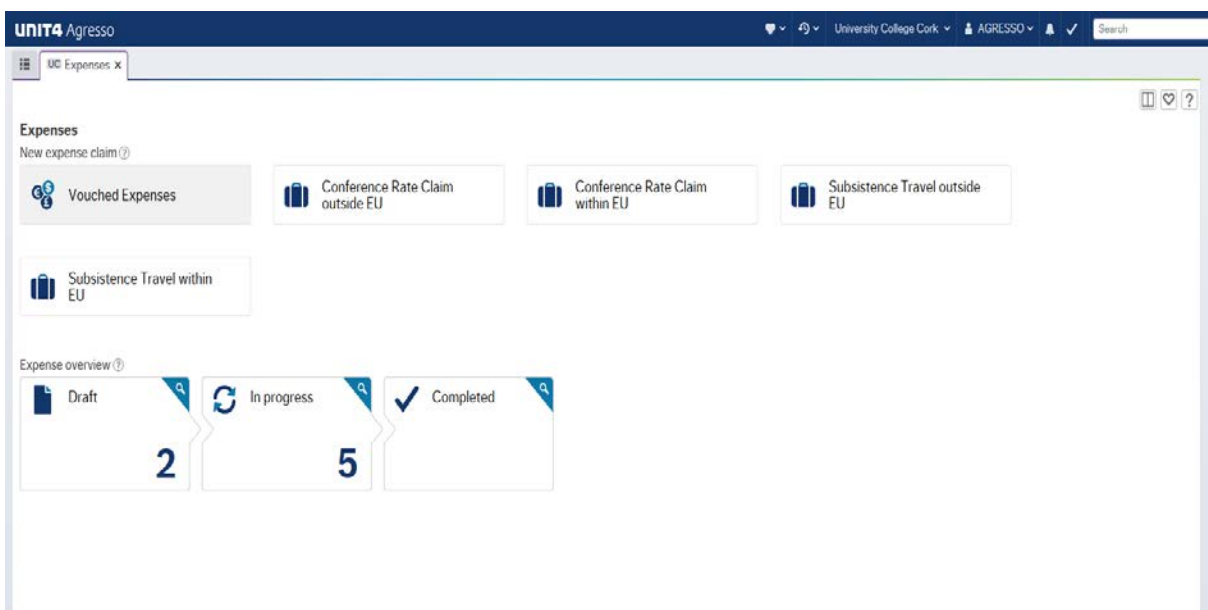 UNIT4 Agresso
University College Cork
AGRESSO
Search
UC Expenses x
?
Expenses
New expense claim ?
Vouched Expenses
Conference Rate Claim
outside EU
Conference Rate Claim
within EU
Subsistence Travel outside
EU
Subsistence Travel within
EU
Expense overview ?
Draft
2
In progress
5
Completed